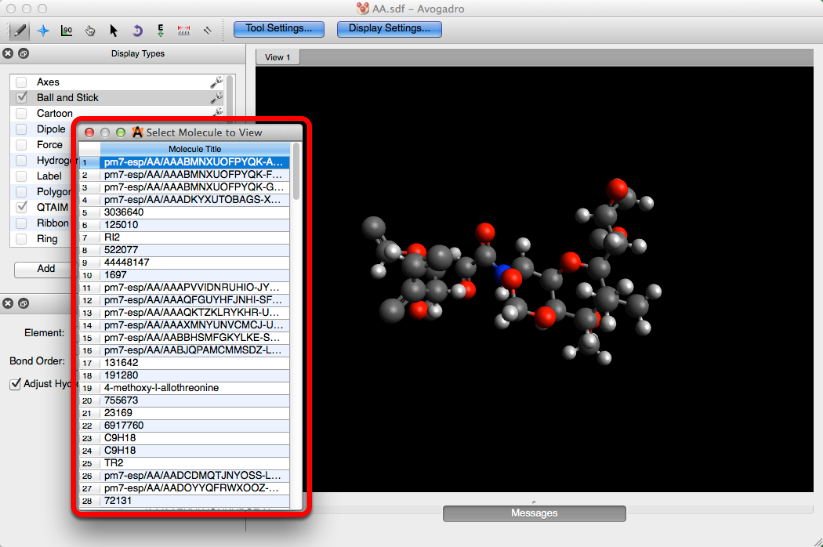 AA.sdf - Avogadro
Tool Settings... Display Settings...
Display Types
View 1
Axes
Ball and Stick
Cartoon
Dipole
Force
Hydrog
Label
Polygo
QTAIM
Ribbon
Ring
Add
Element:
Bond Order:
Adjust Hyd
Select Molecule to View
Molecule Title
1 pm7-esp/AA/AAABMNXUOFPYQK-A...
2 pm7-esp/AA/AAABMNXUOFPYQK-F...
3 pm7-esp/AA/AAABMNXUOFPYQK-G...
4 pm7-esp/AA/AAADKYXUTOBAGS-X...
5 3036640
6 125010
7 RI2
8 522077
9 44448147
10 1697
11 pm7-esp/AA/AAAPVVIDNRUHIO-JY...
12 pm7-esp/AA/AAAQFGUYHFJNHI-SF...
13 pm7-esp/AA/AAAQKTZKLRYKHR-U...
14 pm7-esp/AA/AAAXMNYUNVCMCJ-U...
15 pm7-esp/AA/AABBHSMFGKYLKE-S...
16 pm7-esp/AA/AABJQPAMCMMSDZ-L...
17 131642
18 191280
19 4-methoxy-l-allothreonine
20 755673
21 23169
22 6917760
23 C9H18
24 C9H18
25 TR2
26 pm7-esp/AA/AADCDMQTJNYOSS-L...
27 pm7-esp/AA/AADOYYQFRWXOOZ-...
28 72131
Messages